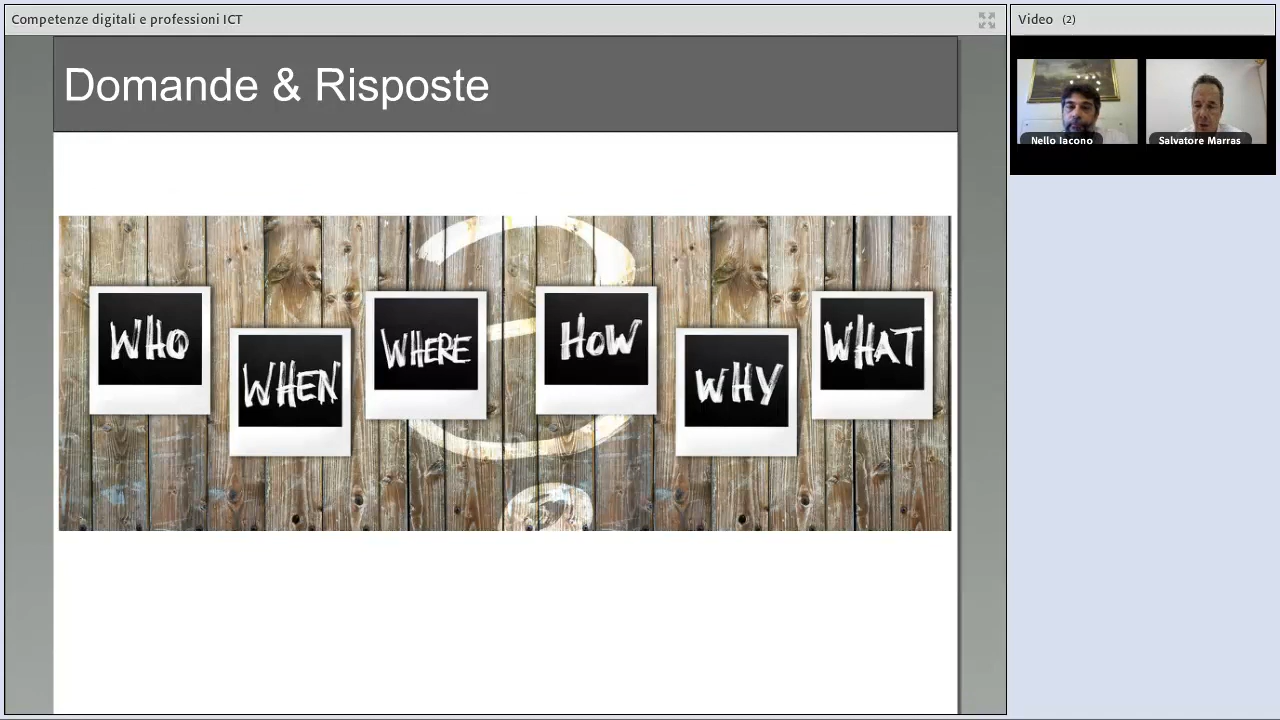 Competenze digitali e professioni ICT
Video (2)
Domande & Risposte
Nello Iacono
Salvatore Marras
WHO
WHEN
WHERE
HOW
WHY
WHAT